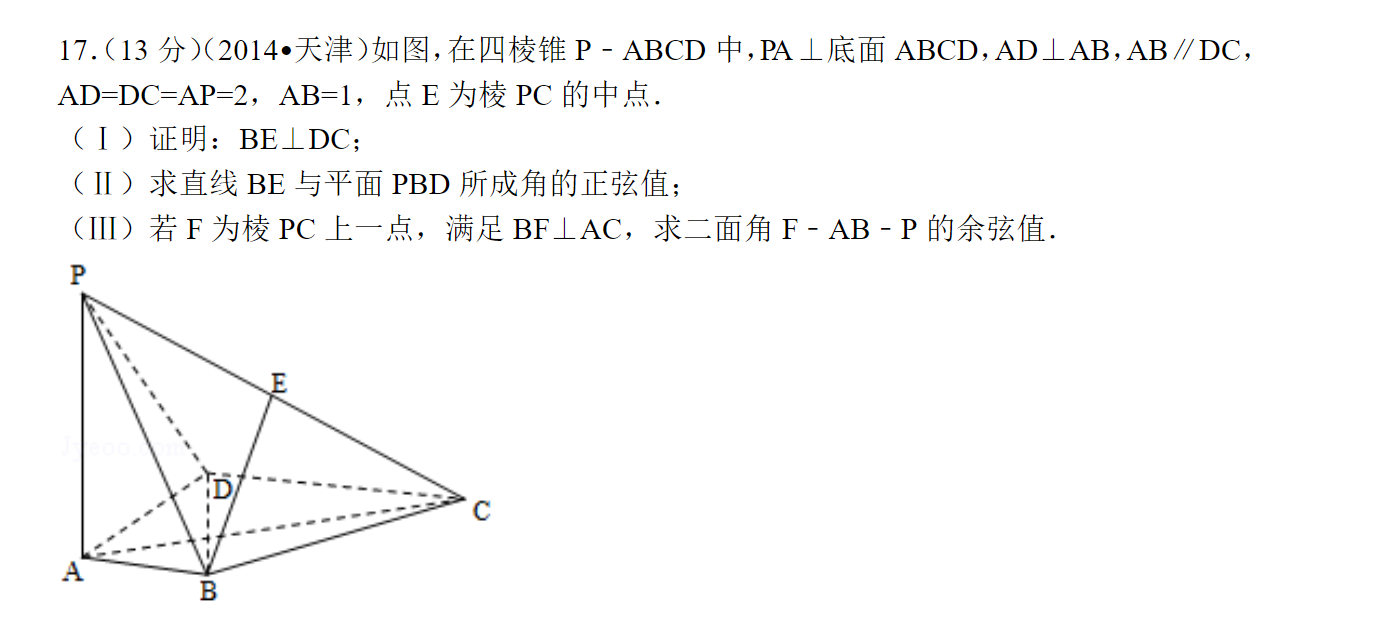 17.（13 分）（2014•天津）如图，在四棱锥 P﹣ABCD 中，PA⊥底面 ABCD，AD⊥AB，AB∥DC，
AD=DC=AP=2，AB=1，点 E 为棱 PC 的中点．
（Ⅰ）证明：BE⊥DC；
（Ⅱ）求直线 BE 与平面 PBD 所成角的正弦值；
（Ⅲ）若 F 为棱 PC 上一点，满足 BF⊥AC，求二面角 F﹣AB﹣P 的余弦值．
P
E
Jyeoo.com
D
C
A
B